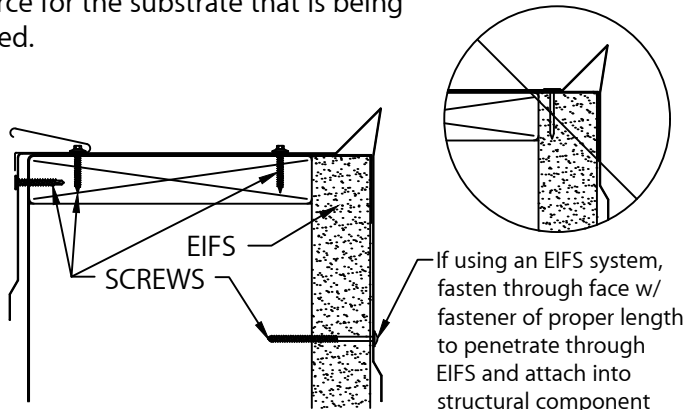 rce for the substrate that is being
ed.
EIFS
SCREWS
If using an EIFS system,
fasten through face w/
fastener of proper length
to penetrate through
EIFS and attach into
structural component